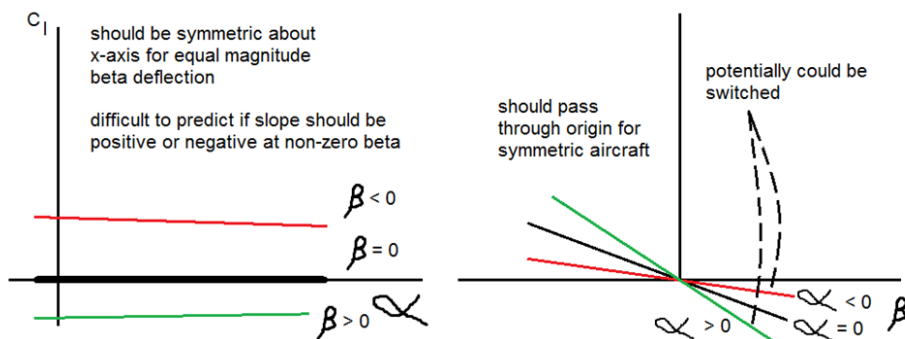 C l
should be symmetric about
x-axis for equal magnitude
beta deflection
difficult to predict if slope should be
positive or negative at non-zero beta
β < 0
β = 0
β > 0
α
potentially could be
switched
should pass
through origin for
symmetric aircraft
α < 0
α > 0
α = 0
β